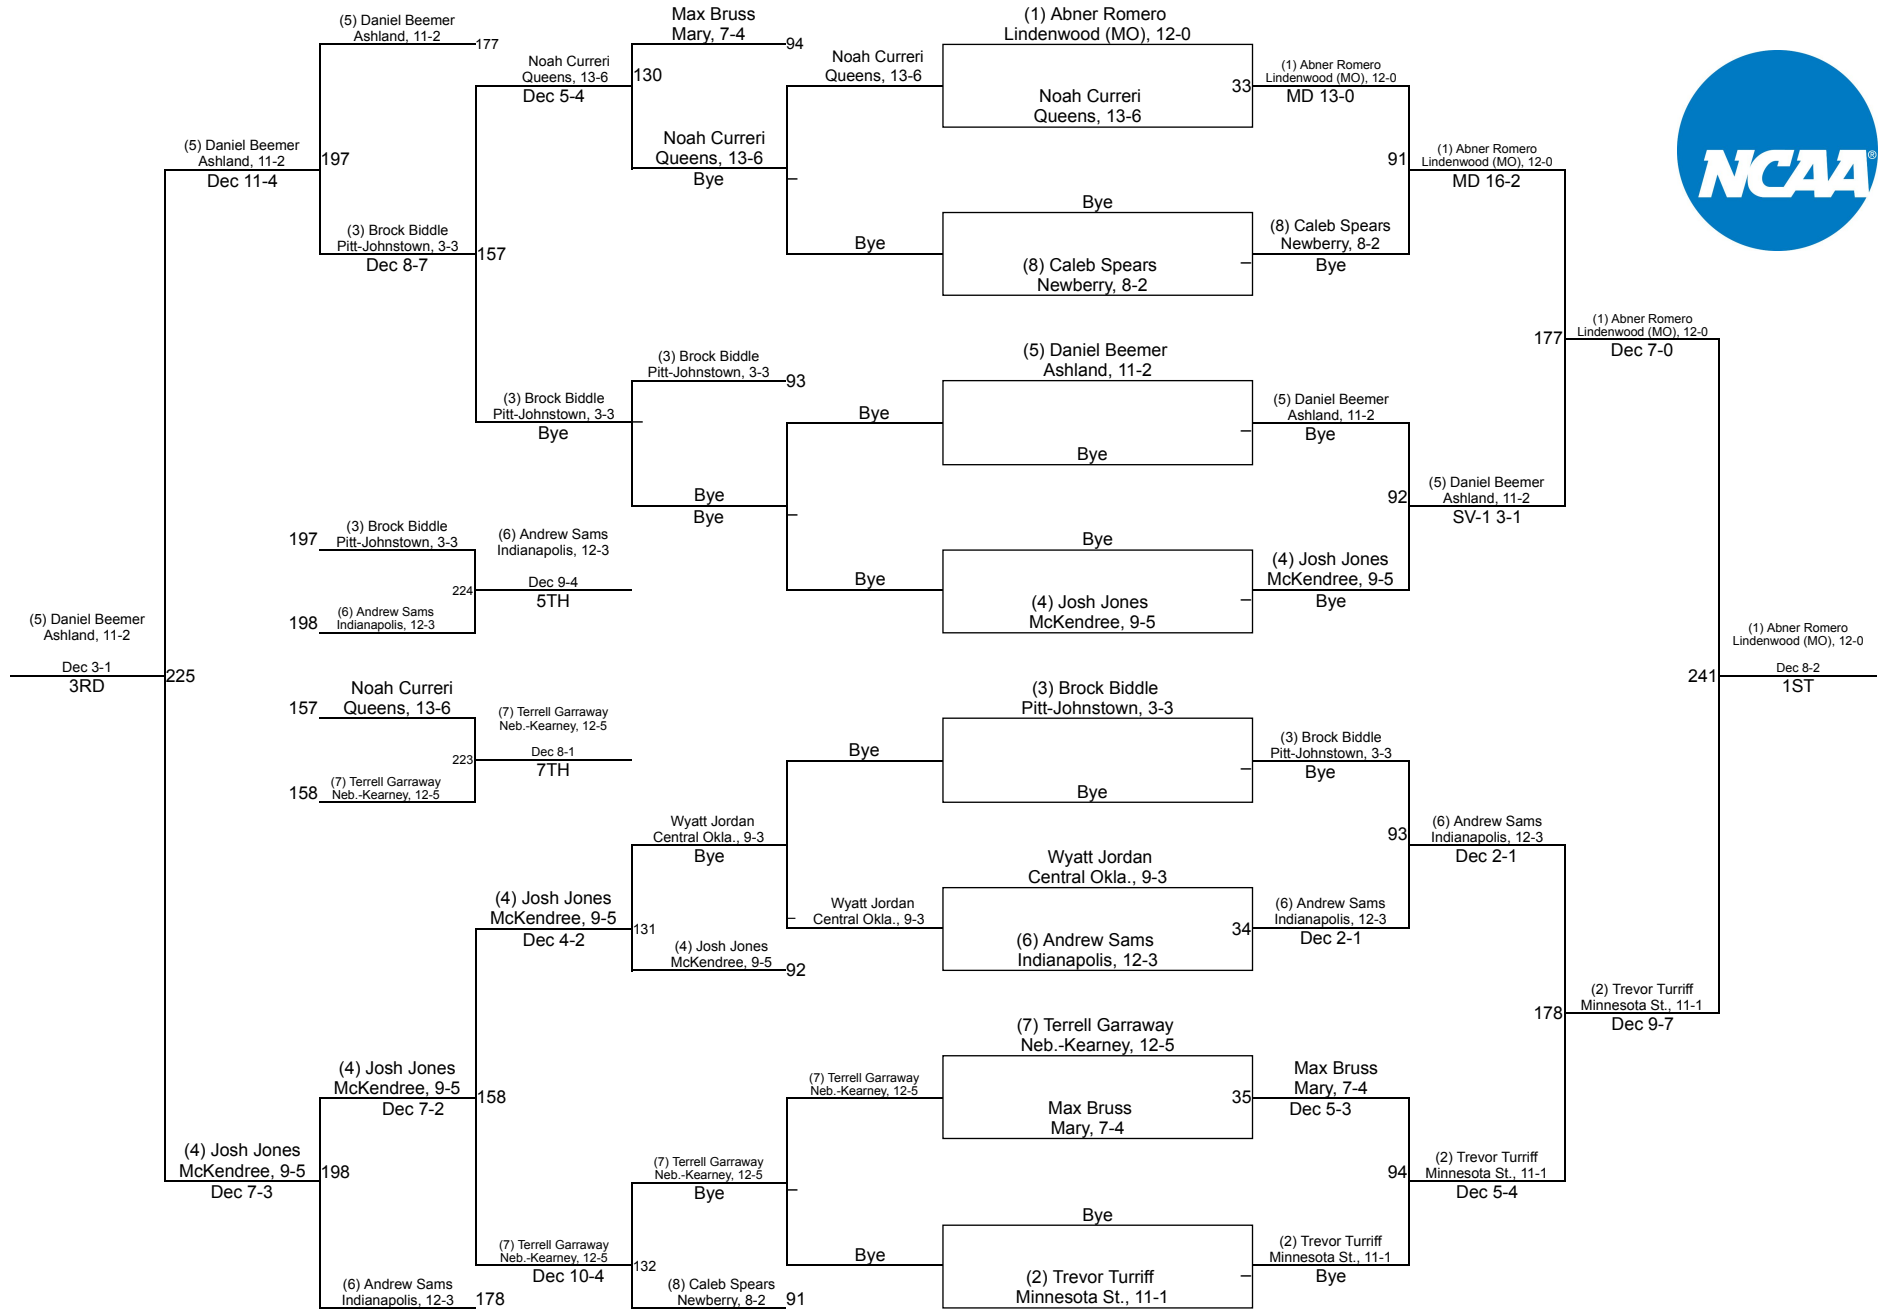 (5) Daniel Beemer
Ashland, 11-2
177
Max Bruss
Mary, 7-4
94
(1) Abner Romero
Lindenwood (MO), 12-0
Noah Curreri
Queens, 13-6
Dec 5-4
130
Noah Curreri
Queens, 13-6
Noah Curreri
Queens, 13-6
33
(1) Abner Romero
Lindenwood (MO), 12-0
MD 13-0
(5) Daniel Beemer
Ashland, 11-2
Dec 11-4
197
Noah Curreri
Queens, 13-6
Bye
91
(1) Abner Romero
Lindenwood (MO), 12-0
MD 16-2
NCAA®
(3) Brock Biddle
Pitt-Johnstown, 3-3
Dec 8-7
157
Bye
Bye
(8) Caleb Spears
Newberry, 8-2
(8) Caleb Spears
Newberry, 8-2
Bye
177
(1) Abner Romero
Lindenwood (MO), 12-0
Dec 7-0
(3) Brock Biddle
Pitt-Johnstown, 3-3
93
(5) Daniel Beemer
Ashland, 11-2
Bye
(3) Brock Biddle
Pitt-Johnstown, 3-3
Bye
Bye
(5) Daniel Beemer
Ashland, 11-2
Bye
Bye
Bye
92
(5) Daniel Beemer
Ashland, 11-2
SV-1 3-1
197
(3) Brock Biddle
Pitt-Johnstown, 3-3
(6) Andrew Sams
Indianapolis, 12-3
224
Dec 9-4
5TH
198
(6) Andrew Sams
Indianapolis, 12-3
Bye
Bye
(4) Josh Jones
McKendree, 9-5
(4) Josh Jones
McKendree, 9-5
Bye
(5) Daniel Beemer
Ashland, 11-2
Dec 3-1
3RD
225
241
(1) Abner Romero
Lindenwood (MO), 12-0
Dec 8-2
1ST
157
Noah Curreri
Queens, 13-6
(7) Terrell Garraway
Neb.-Kearney, 12-5
223
Dec 8-1
7TH
158
(7) Terrell Garraway
Neb.-Kearney, 12-5
Bye
(3) Brock Biddle
Pitt-Johnstown, 3-3
Bye
(3) Brock Biddle
Pitt-Johnstown, 3-3
Bye
Wyatt Jordan
Central Okla., 9-3
Bye
93
(6) Andrew Sams
Indianapolis, 12-3
Dec 2-1
(4) Josh Jones
McKendree, 9-5
Dec 4-2
131
Wyatt Jordan
Central Okla., 9-3
Wyatt Jordan
Central Okla., 9-3
(6) Andrew Sams
Indianapolis, 12-3
34
(6) Andrew Sams
Indianapolis, 12-3
Dec 2-1
(4) Josh Jones
McKendree, 9-5
92
178
(2) Trevor Turriff
Minnesota St., 11-1
Dec 9-7
(7) Terrell Garraway
Neb.-Kearney, 12-5
(4) Josh Jones
McKendree, 9-5
Dec 7-2
158
(7) Terrell Garraway
Neb.-Kearney, 12-5
Max Bruss
Mary, 7-4
35
Max Bruss
Mary, 7-4
Dec 5-3
(4) Josh Jones
McKendree, 9-5
Dec 7-3
198
(7) Terrell Garraway
Neb.-Kearney, 12-5
Bye
94
(2) Trevor Turriff
Minnesota St., 11-1
Dec 5-4
(7) Terrell Garraway
Neb.-Kearney, 12-5
Dec 10-4
132
Bye
Bye
(2) Trevor Turriff
Minnesota St., 11-1
(2) Trevor Turriff
Minnesota St., 11-1
Bye
(6) Andrew Sams
Indianapolis, 12-3
178
(8) Caleb Spears
Newberry, 8-2
91